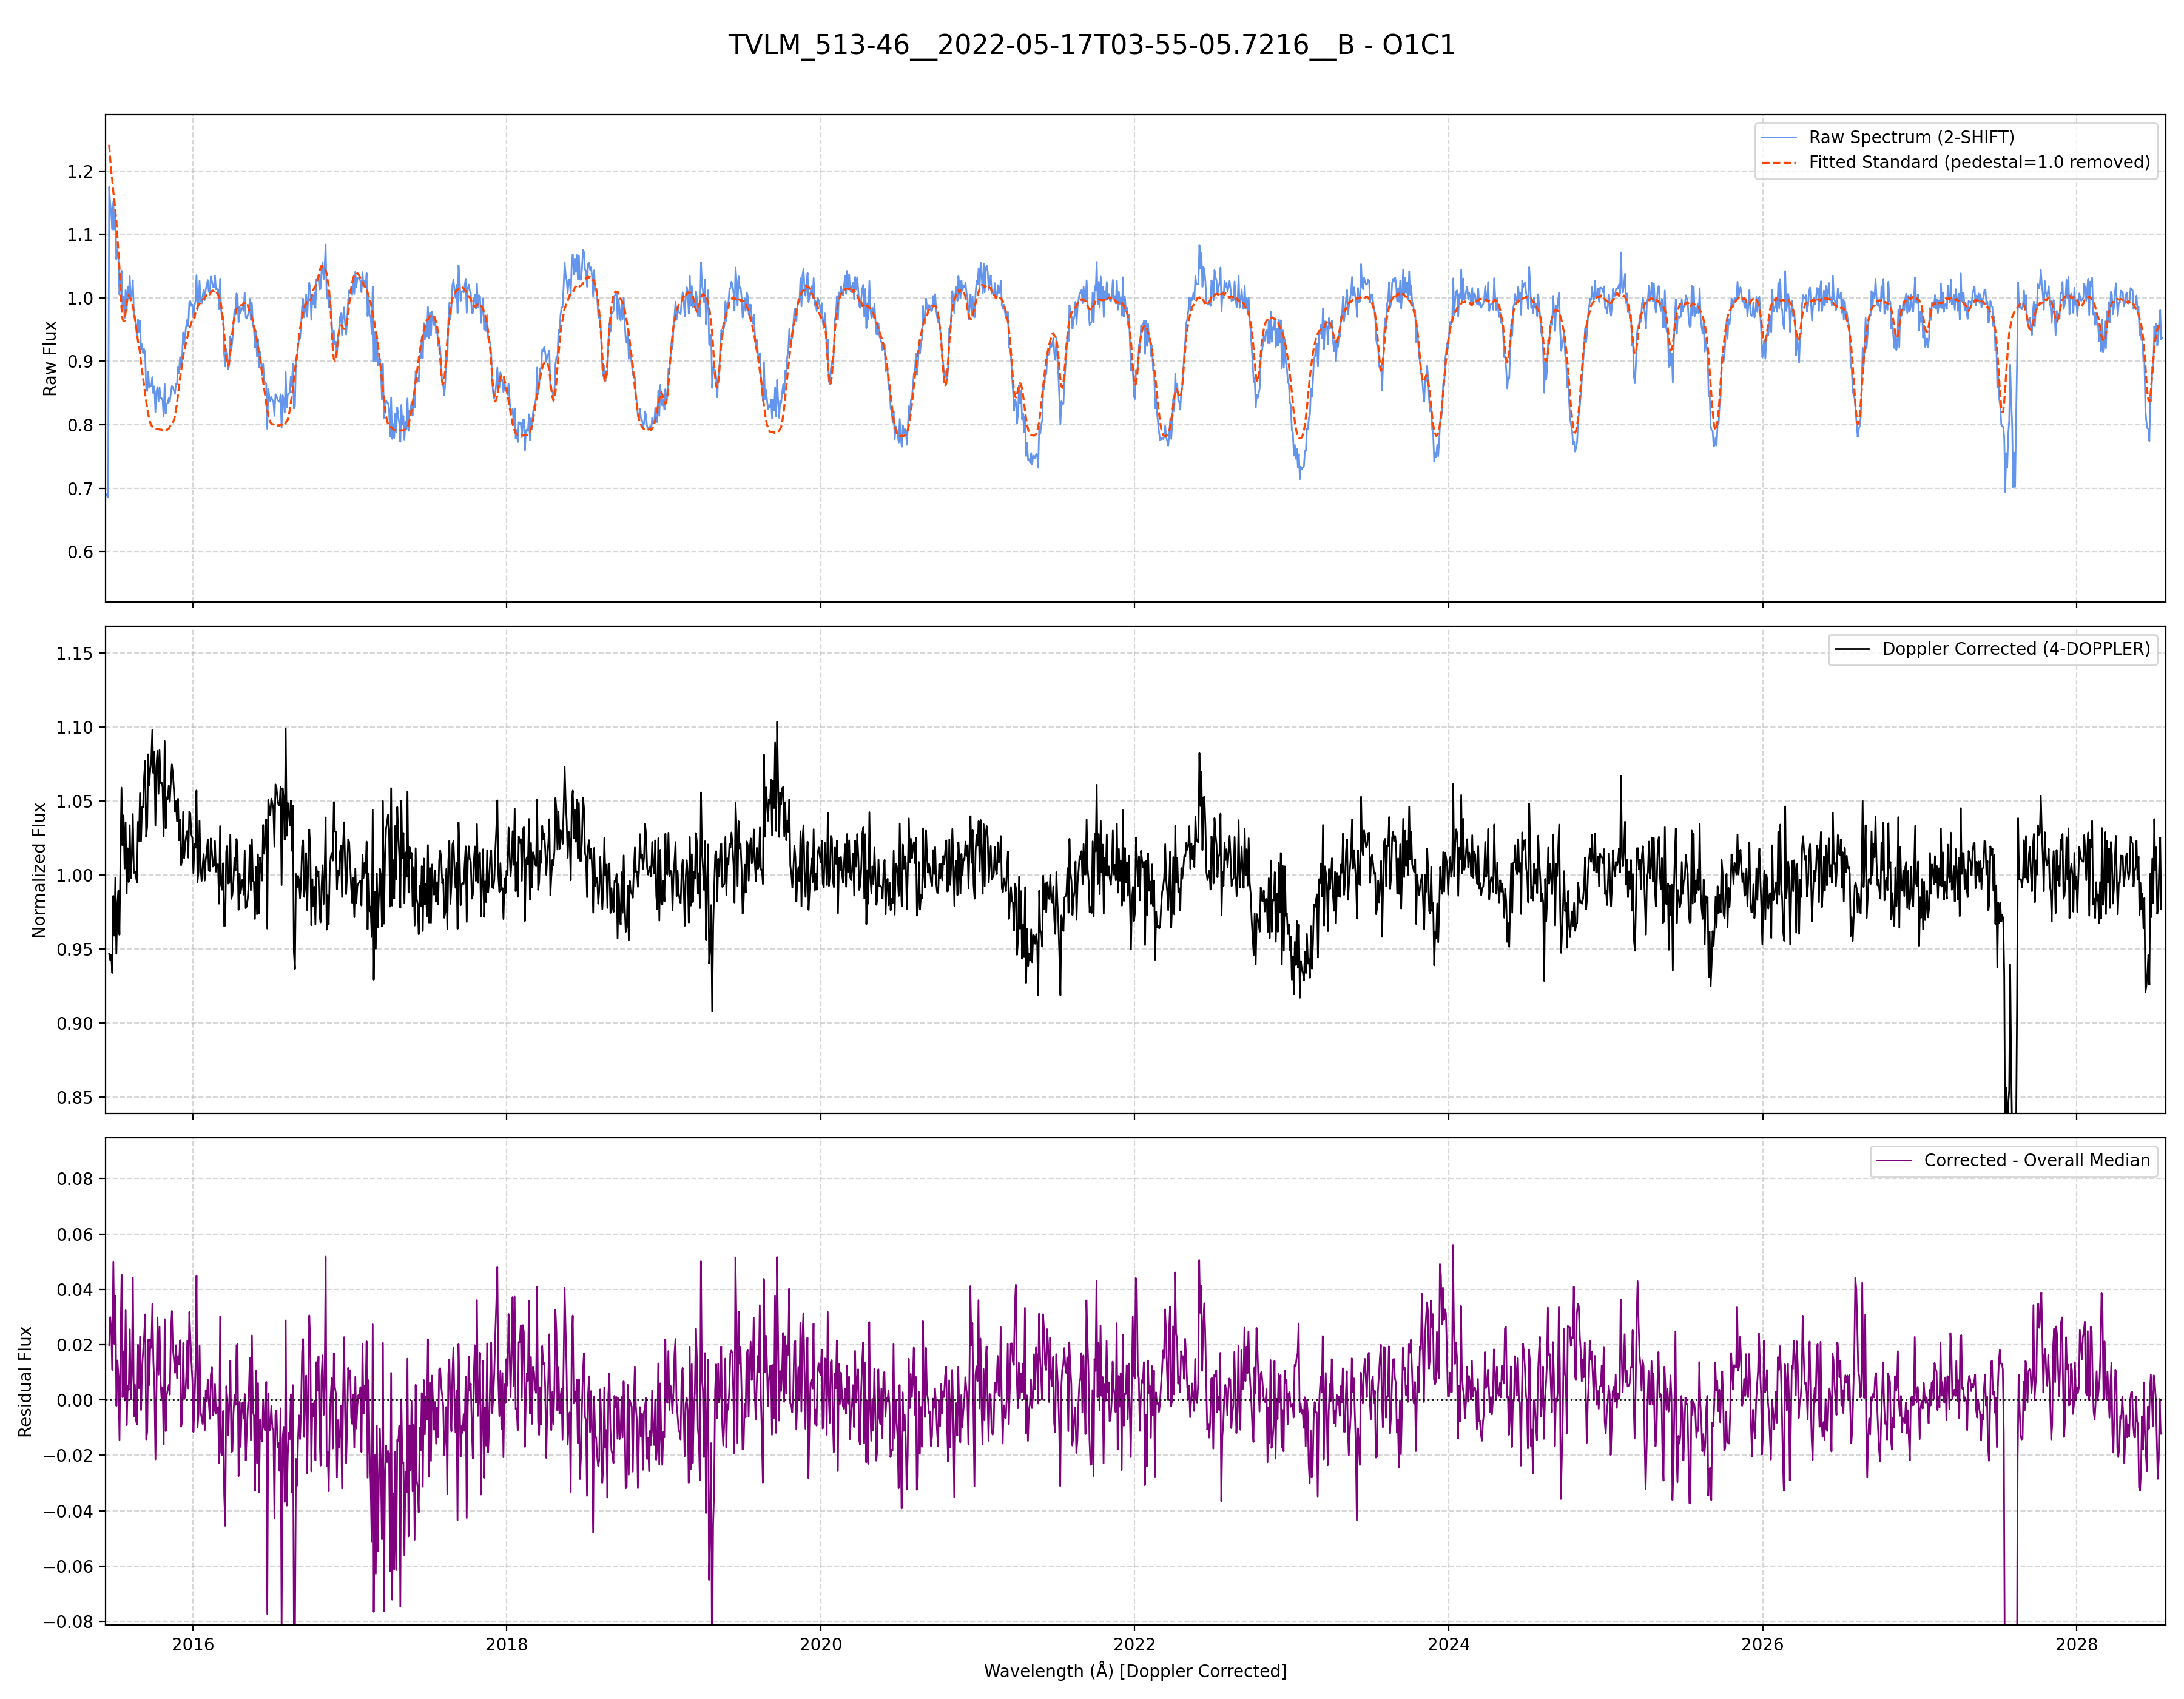 TVLM_513-46__2022-05-17T03-55-05.7216__B - O1C1
Raw Spectrum (2-SHIFT)
Fitted Standard (pedestal=1.0 removed)
Raw Flux
1.2
1.1
1.0
0.9
0.8
0.7
0.6
Doppler Corrected (4-DOPPLER)
Normalized Flux
1.15
1.10
1.05
1.00
0.95
0.90
0.85
Corrected - Overall Median
Residual Flux
0.08
0.06
0.04
0.02
0.00
−0.02
−0.04
−0.06
−0.08
2016 2018 2020 2022 2024 2026 2028
Wavelength (Å) [Doppler Corrected]